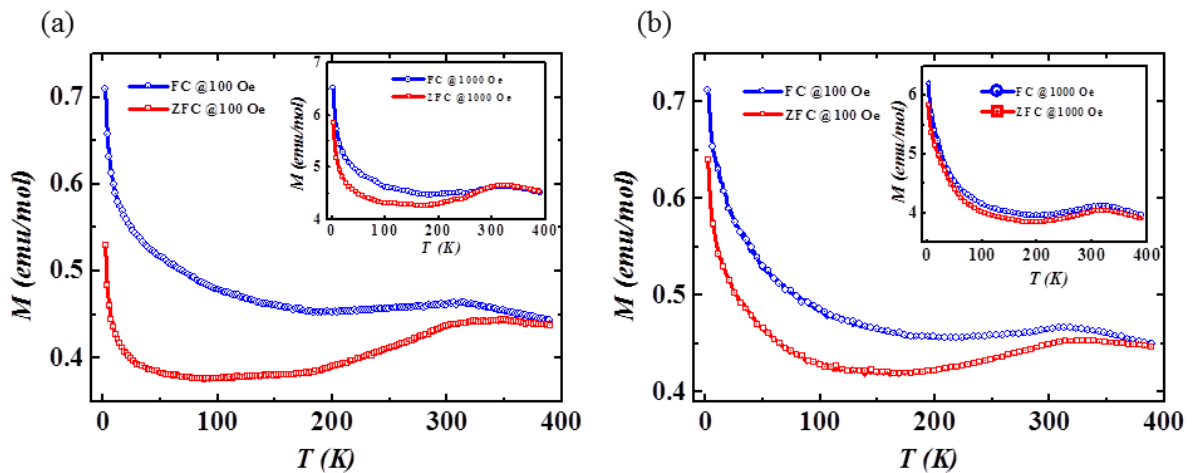 (a)
FC @100 Oe
ZFC @100 Oe
M (emu/mol)
0.7
0.6
0.5
0.4
0
100
200
300
400
T (K)
FC @1000 Oe
ZFC @1000 Oe
M (emu/mol)
7
6
5
4
0
100
200
300
400
T (K)
(b)
FC @100 Oe
ZFC @100 Oe
M (emu/mol)
0.7
0.6
0.5
0.4
0
100
200
300
400
T (K)
FC @1000 Oe
ZFC @1000 Oe
M (emu/mol)
6
5
4
0
100
200
300
400
T (K)